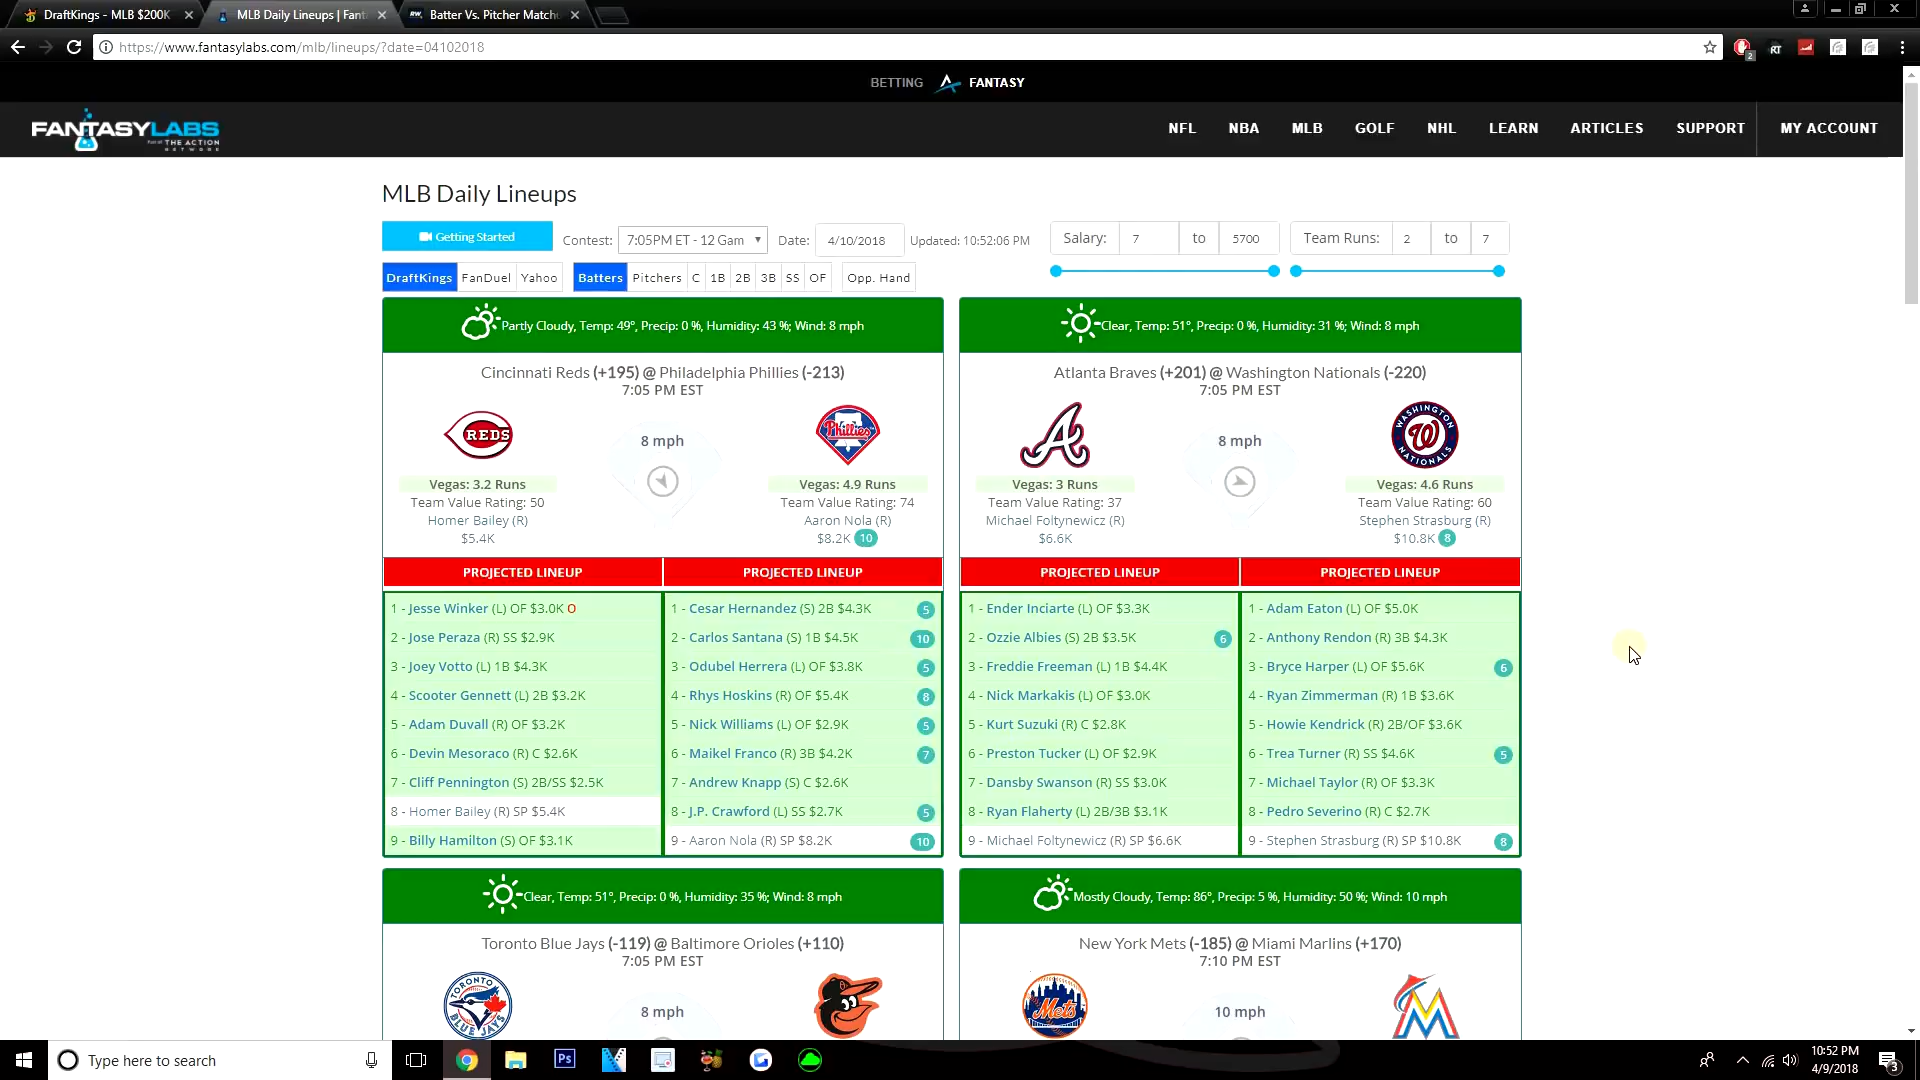 DraftKings - MLB $200K
MLB Daily Lineups | Fant
Batter Vs. Pitcher Match
https://www.fantasylabs.com/mlb/lineups/?date=04102018
BETTING FANTASY
FANTASYLABS
THE ACTION
NETWORK
NFL NBA MLB GOLF NHL LEARN ARTICLES SUPPORT MY ACCOUNT
MLB Daily Lineups
Getting Started Contest: 7:05PM ET - 12 Gam Date: 4/10/2018 Updated: 10:52:06 PM Salary: 7 to 5700 Team Runs: 2 to 7
DraftKings FanDuel Yahoo Batters Pitchers C 1B 2B 3B SS OF Opp. Hand
Partly Cloudy, Temp: 49°, Precip: 0 %, Humidity: 43 %; Wind: 8 mph
Cincinnati Reds (+195) @ Philadelphia Phillies (-213)
7:05 PM EST
REDS
8 mph
Phillies
Vegas: 3.2 Runs
Team Value Rating: 50
Homer Bailey (R)
$5.4K
Vegas: 4.9 Runs
Team Value Rating: 74
Aaron Nola (R)
$8.2K 10
PROJECTED LINEUP
1 - Jesse Winker (L) OF $3.0K O
2 - Jose Peraza (R) SS $2.9K
3 - Joey Votto (L) 1B $4.3K
4 - Scooter Gennett (L) 2B $3.2K
5 - Adam Duvall (R) OF $3.2K
6 - Devin Mesoraco (R) C $2.6K
7 - Cliff Pennington (S) 2B/SS $2.5K
8 - Homer Bailey (R) SP $5.4K
9 - Billy Hamilton (S) OF $3.1K
PROJECTED LINEUP
1 - Cesar Hernandez (S) 2B $4.3K 5
2 - Carlos Santana (S) 1B $4.5K 10
3 - Odubel Herrera (L) OF $3.8K 5
4 - Rhys Hoskins (R) OF $5.4K 8
5 - Nick Williams (L) OF $2.9K 5
6 - Maikel Franco (R) 3B $4.2K 7
7 - Andrew Knapp (S) C $2.6K
8 - J.P. Crawford (L) SS $2.7K 5
9 - Aaron Nola (R) SP $8.2K 10
Clear, Temp: 51°, Precip: 0 %, Humidity: 31 %; Wind: 8 mph
Atlanta Braves (+201) @ Washington Nationals (-220)
7:05 PM EST
8 mph
WASHINGTON
NATIONALS
Vegas: 3 Runs
Team Value Rating: 37
Michael Foltynewicz (R)
$6.6K
Vegas: 4.6 Runs
Team Value Rating: 60
Stephen Strasburg (R)
$10.8K 8
PROJECTED LINEUP
1 - Ender Inciarte (L) OF $3.3K
2 - Ozzie Albies (S) 2B $3.5K 6
3 - Freddie Freeman (L) 1B $4.4K
4 - Nick Markakis (L) OF $3.0K
5 - Kurt Suzuki (R) C $2.8K
6 - Preston Tucker (L) OF $2.9K
7 - Dansby Swanson (R) SS $3.0K
8 - Ryan Flaherty (L) 2B/3B $3.1K
9 - Michael Foltynewicz (R) SP $6.6K
PROJECTED LINEUP
1 - Adam Eaton (L) OF $5.0K
2 - Anthony Rendon (R) 3B $4.3K
3 - Bryce Harper (L) OF $5.6K 6
4 - Ryan Zimmerman (R) 1B $3.6K
5 - Howie Kendrick (R) 2B/OF $3.6K
6 - Trea Turner (R) SS $4.6K 5
7 - Michael Taylor (R) OF $3.3K
8 - Pedro Severino (R) C $2.7K
9 - Stephen Strasburg (R) SP $10.8K 8
Clear, Temp: 51°, Precip: 0 %, Humidity: 35 %; Wind: 8 mph
Toronto Blue Jays (-119) @ Baltimore Orioles (+110)
7:05 PM EST
TORONTO
BLUE JAYS
8 mph
Mostly Cloudy, Temp: 86°, Precip: 5 %, Humidity: 50 %; Wind: 10 mph
New York Mets (-185) @ Miami Marlins (+170)
7:10 PM EST
Mets
10 mph
Type here to search
10:52 PM
4/9/2018
3